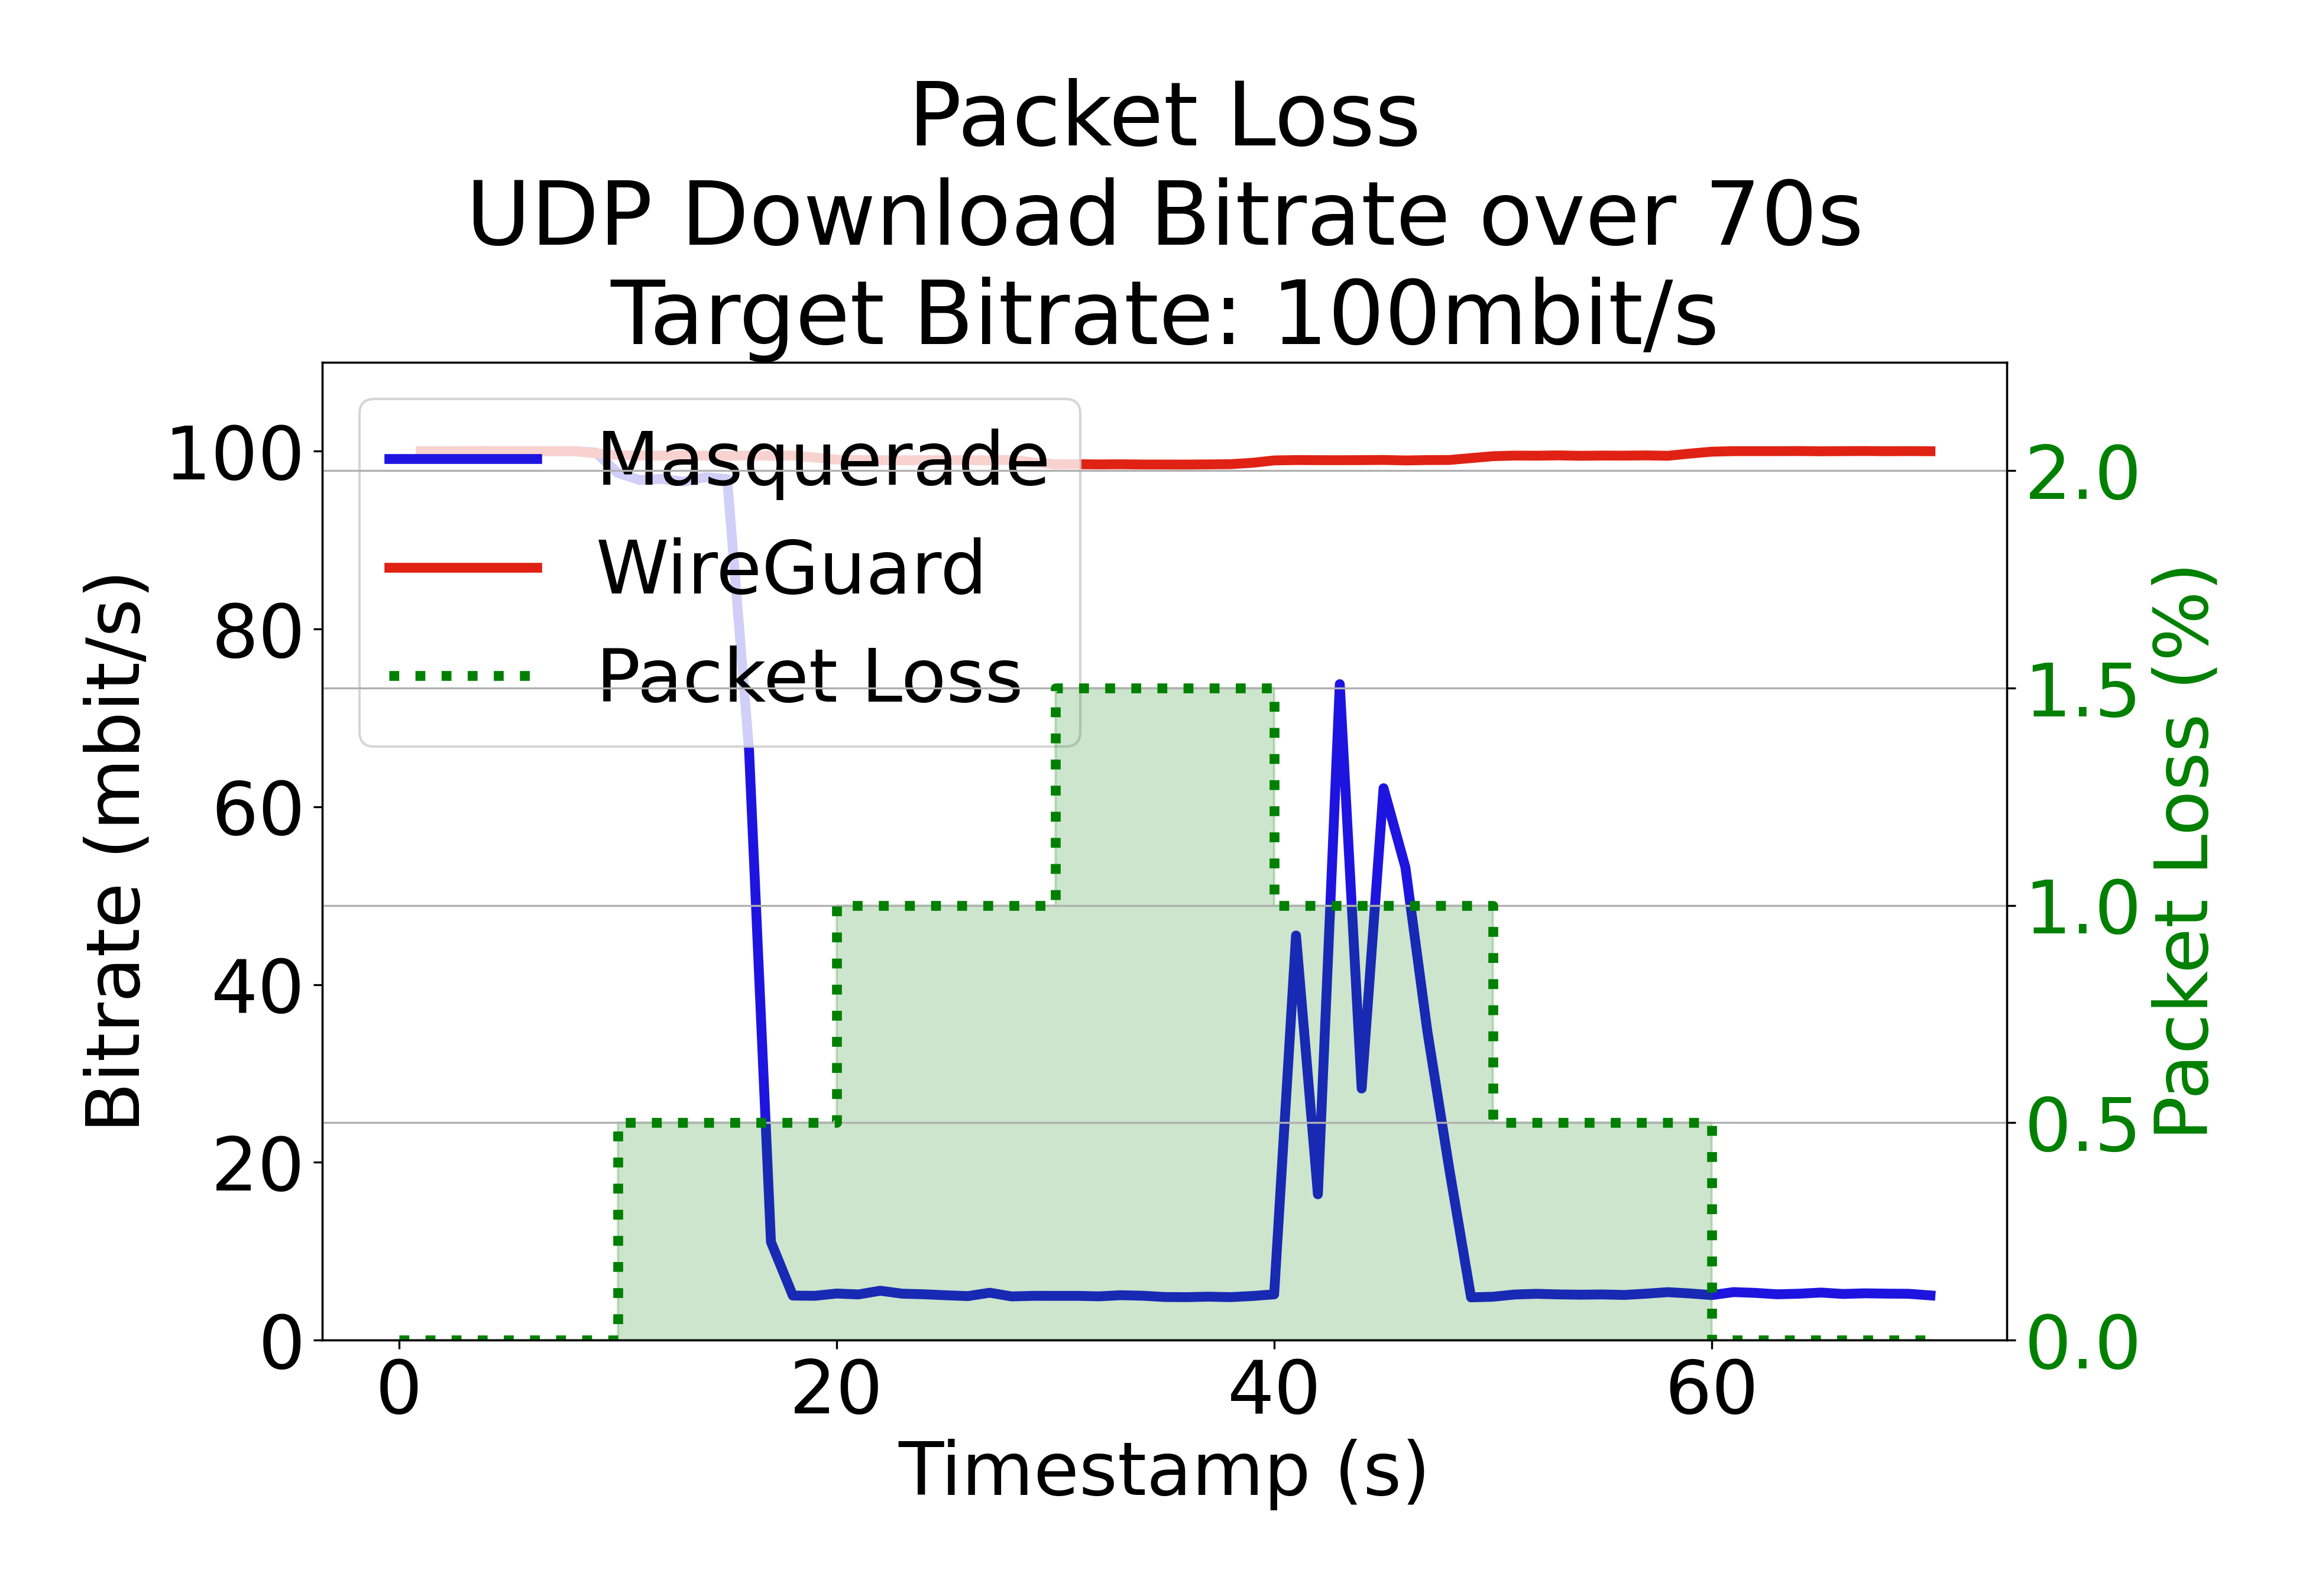 Packet Loss
UDP Download Bitrate over 70s
Target Bitrate: 100mbit/s
Masquerade
WireGuard
Packet Loss
Bitrate (mbit/s)
100
80
60
40
20
0
2.0
1.5
1.0
0.5
0.0
Packet Loss (%)
0 20 40 60
Timestamp (s)